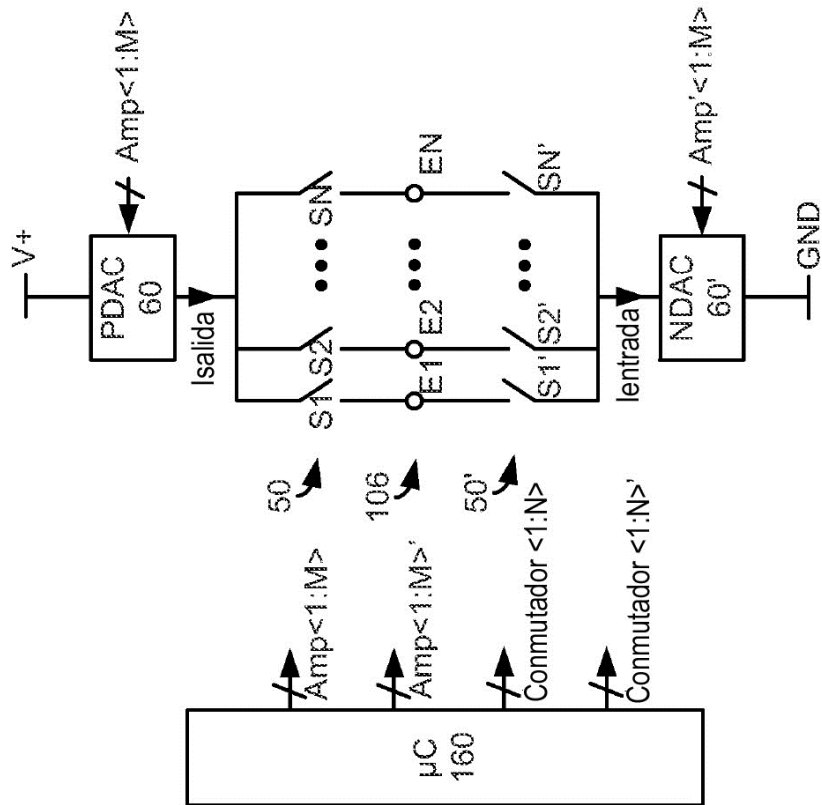 V+
PDAC
60
Amp<1:M>
Isalida
S1
S2
SN
50
E1
E2
EN
106
S1'
S2'
SN'
50'
Ientrada
NDAC
60'
Amp'<1:M>
GND
µC
160
Amp<1:M>
Amp<1:M>'
Conmutador <1:N>
Conmutador <1:N>'